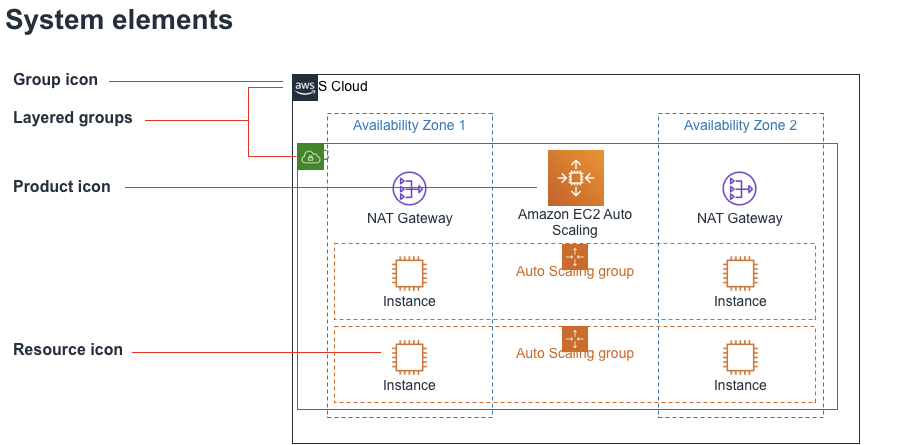 System elements
Group icon
aws
S Cloud
Layered groups
Availability Zone 1
Availability Zone 2
Product icon
NAT Gateway
Amazon EC2 Auto
Scaling
NAT Gateway
Auto Scaling group
Instance
Instance
Resource icon
Auto Scaling group
Instance
Instance